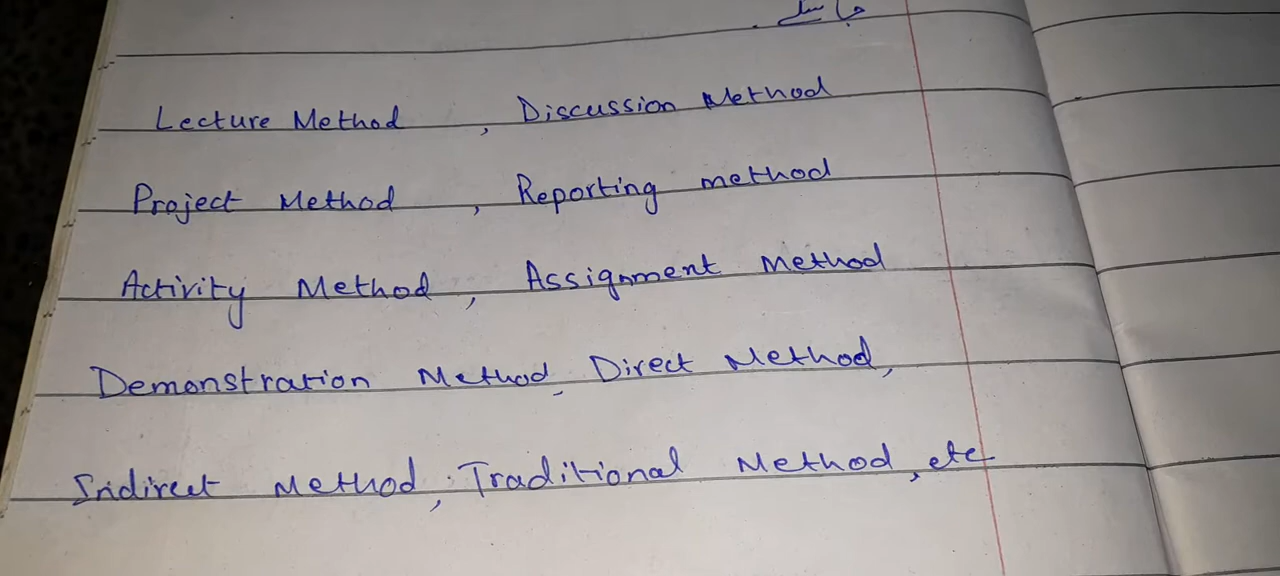 Lecture Method , Discussion Method
Project Method , Reporting method
Activity Method , Assignment Method
Demonstration Method, Direct Method,
Indirect Method, Traditional Method, etc